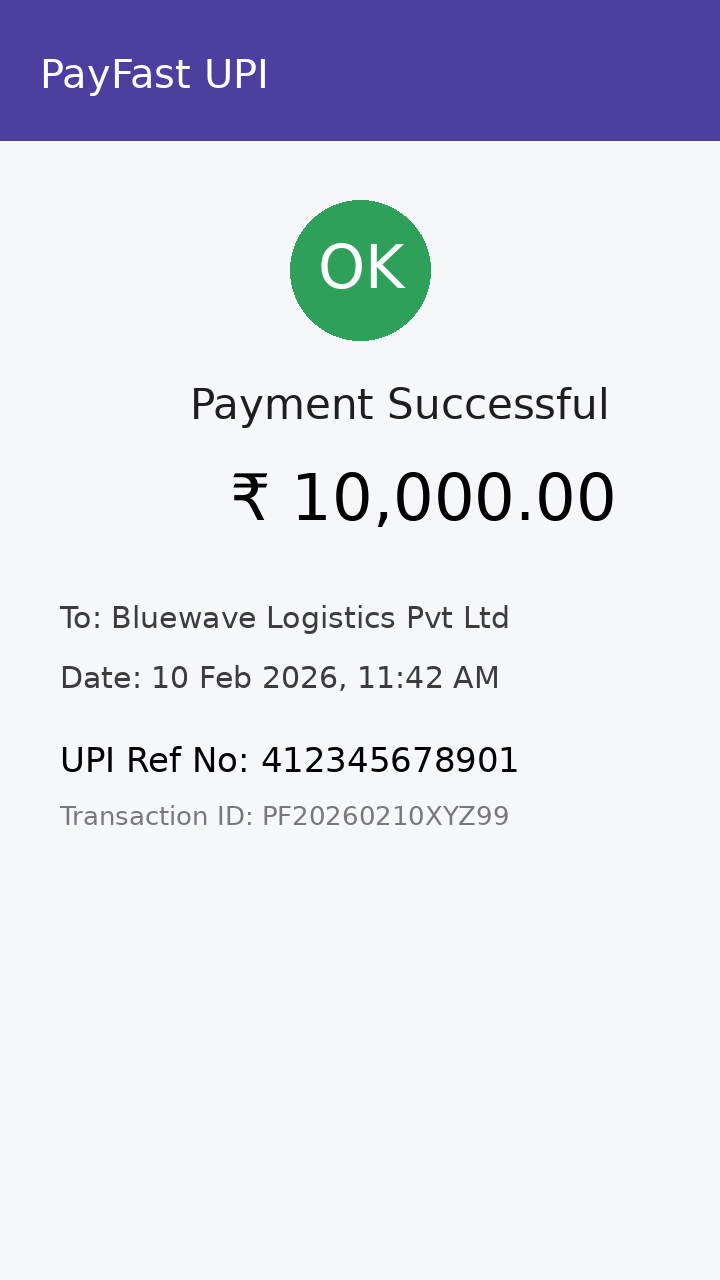 PayFast UPI
OK
Payment Successful
₹ 10,000.00
To: Bluewave Logistics Pvt Ltd
Date: 10 Feb 2026, 11:42 AM
UPI Ref No: 412345678901
Transaction ID: PF20260210XYZ99